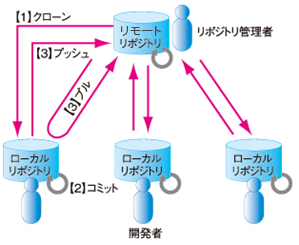 【1】クローン
リモート
リポジトリ
リポジトリ管理者
【3】プッシュ
【3】プル
ローカル
リポジトリ
【2】コミット
ローカル
リポジトリ
ローカル
リポジトリ
開発者